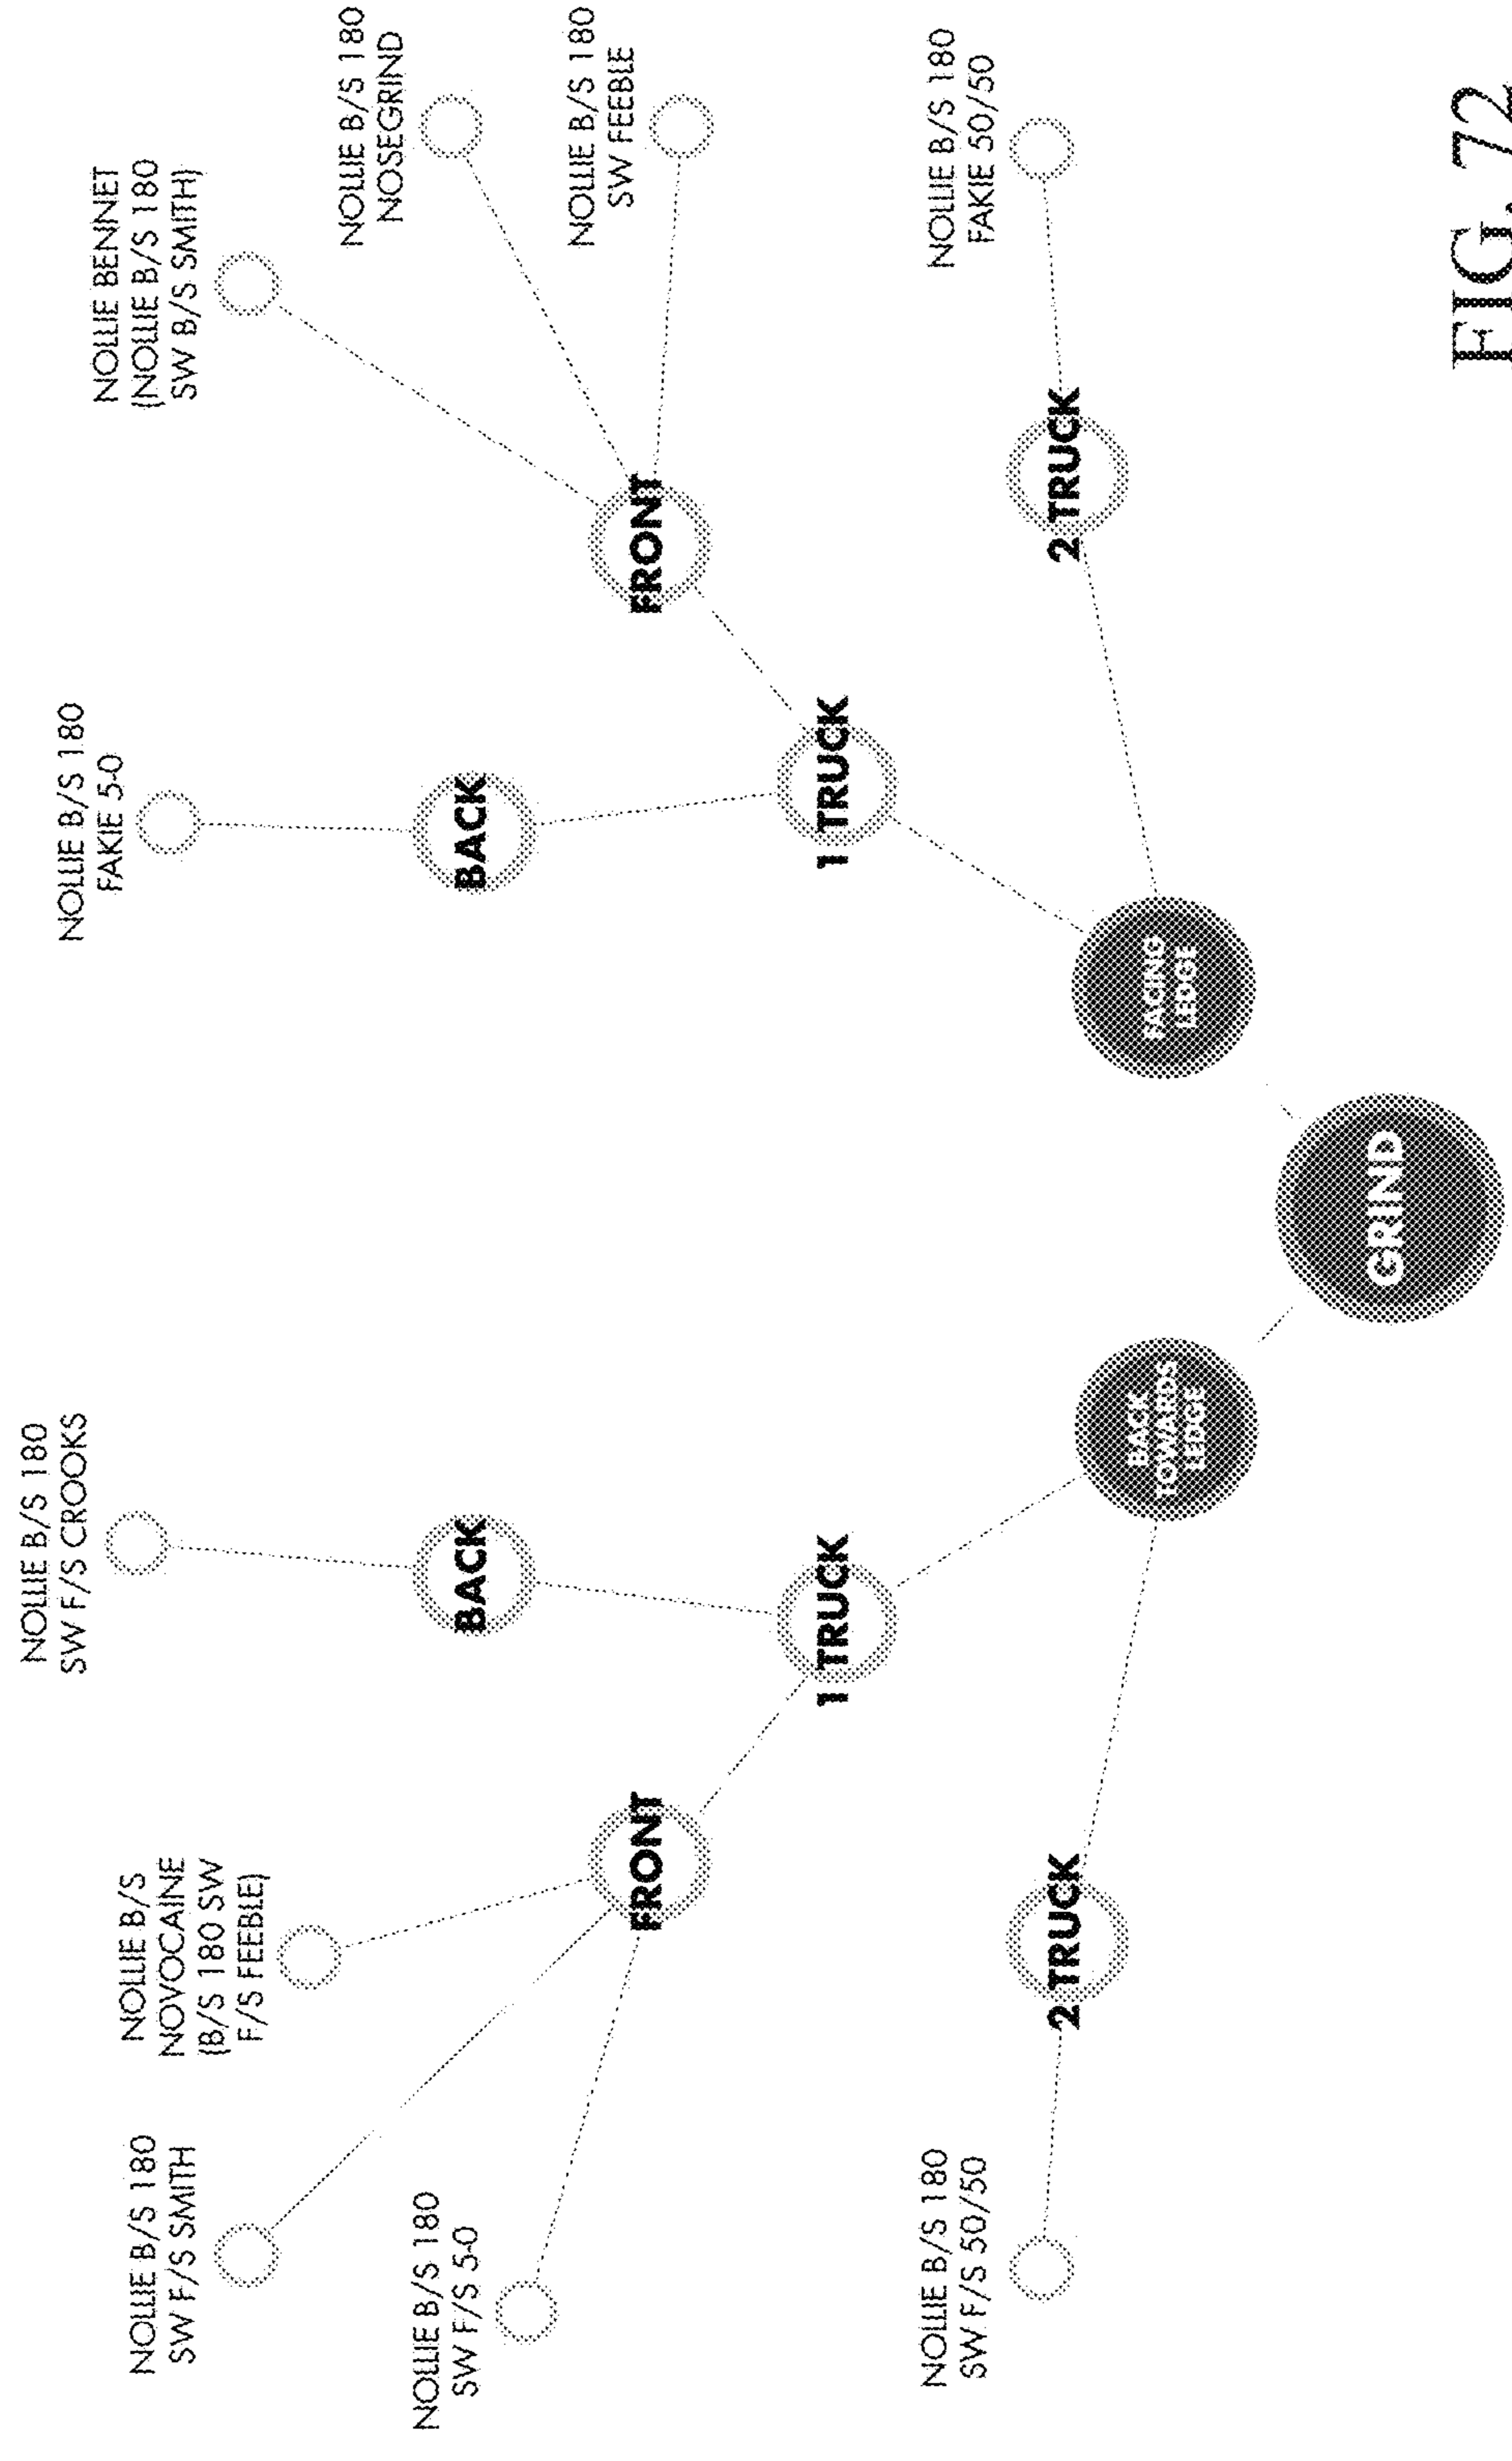 NOLLIE B/S 180
SW F/S CROOKS
NOLLIE B/S 180
FAKIE 5-0
NOLLIE BENNET
(NOLLIE B/S 180
SW B/S SMITH)
NOLLIE B/S
NOVOCAINE
(B/S 180 SW
F/S FEEBLE)
NOLLIE B/S 180
SW F/S SMITH
NOLLIE B/S 180
NOSEGRIND
NOLLIE B/S 180
SW F/S 5-0
BACK
BACK
NOLLIE B/S 180
SW FEEBLE
FRONT
FRONT
1 TRUCK
1 TRUCK
NOLLIE B/S 180
SW F/S 50/50
NOLLIE B/S 180
FAKIE 50/50
2 TRUCK
2 TRUCK
BACK
TOWARDS
LEDGE
FACING
LEDGE
GRIND
FIG. 72